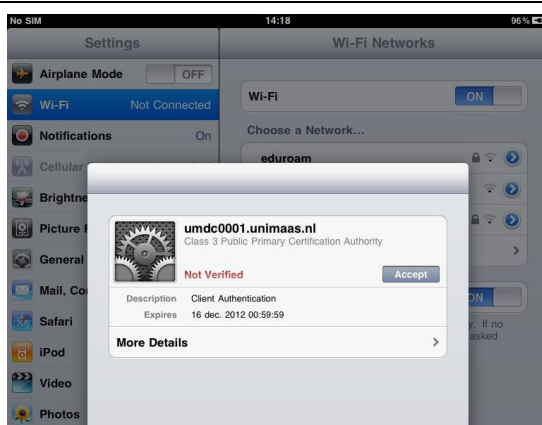 No SIM 14:18 96%
Settings Wi-Fi Networks
Airplane Mode OFF
Wi-Fi Not Connected
Wi-Fi ON
Notifications On
Choose a Network...
eduroam
Cellular
Brightne
Picture F
General
Mail, Co
ON
Safari
y. If no
asked
iPod
Video
Photos
umdc0001.unimaas.nl
Class 3 Public Primary Certification Authority
Not Verified Accept
Description Client Authentication
Expires 16 dec. 2012 00:59:59
More Details